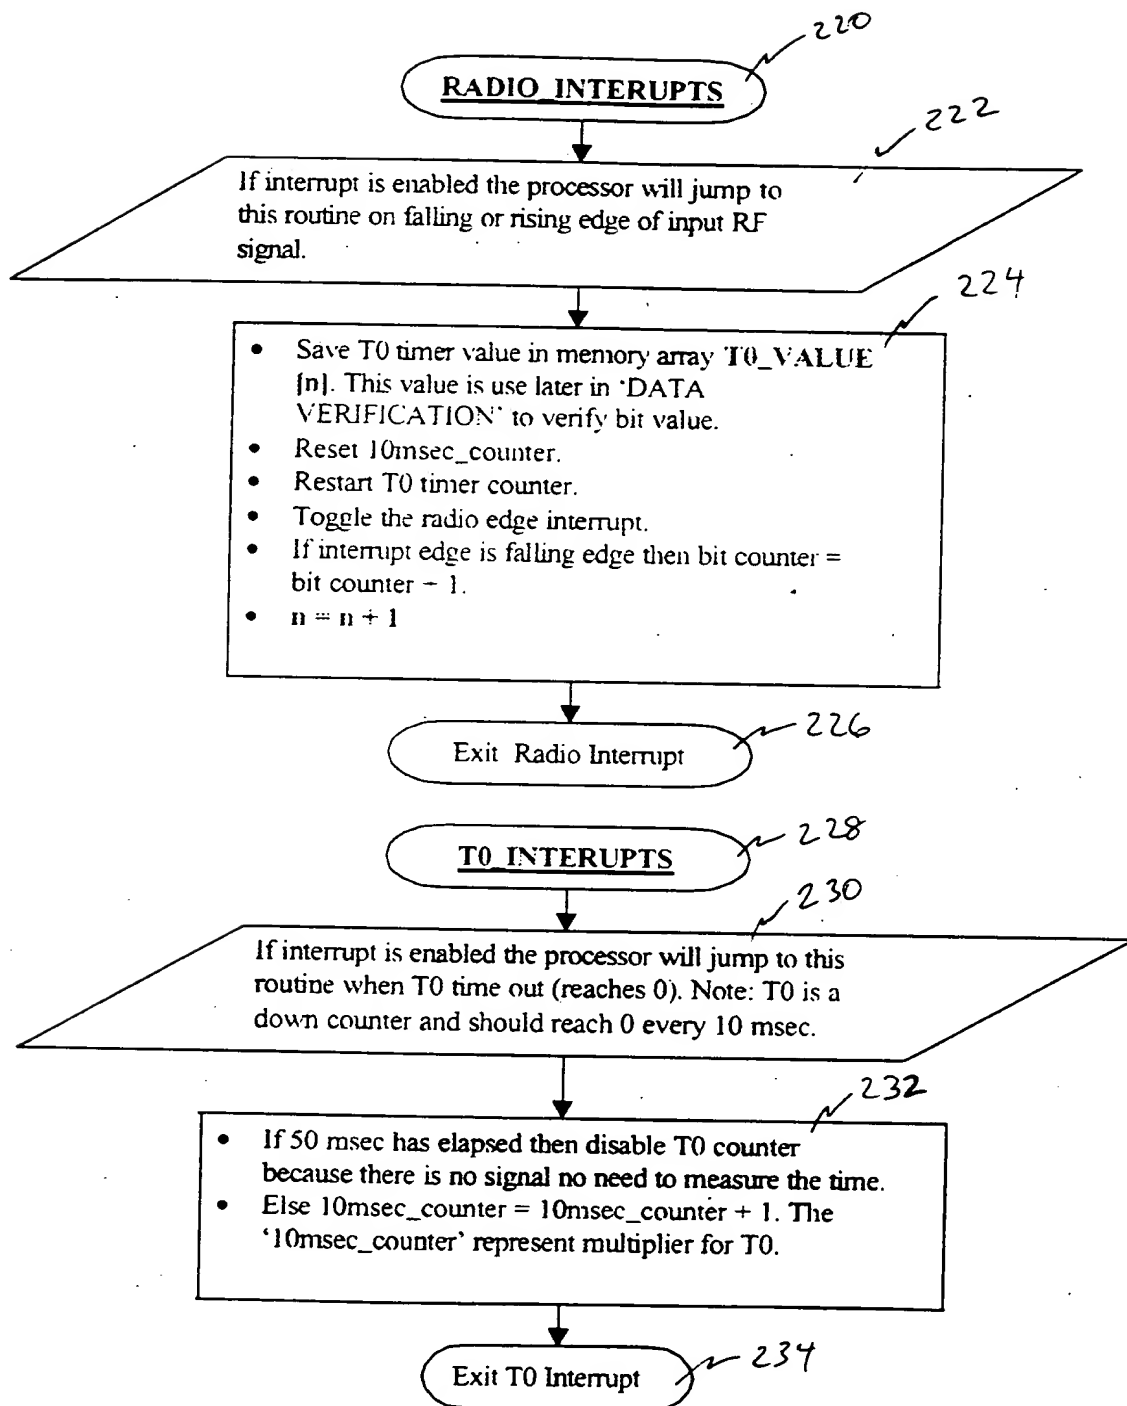 220
RADIO_INTERUPTS
222
If interrupt is enabled the processor will jump to
this routine on falling or rising edge of input RF
signal.
224
• Save T0 timer value in memory array T0_VALUE
[n]. This value is use later in ‘DATA
VERIFICATION’ to verify bit value.
• Reset 10msec_counter.
• Restart T0 timer counter.
• Toggle the radio edge interrupt.
• If interrupt edge is falling edge then bit counter =
bit counter − 1.
• n = n + 1
226
Exit Radio Interrupt
228
T0_INTERUPTS
230
If interrupt is enabled the processor will jump to this
routine when T0 time out (reaches 0). Note: T0 is a
down counter and should reach 0 every 10 msec.
232
• If 50 msec has elapsed then disable T0 counter
because there is no signal no need to measure the time.
• Else 10msec_counter = 10msec_counter + 1. The
‘10msec_counter’ represent multiplier for T0.
Exit T0 Interrupt
234